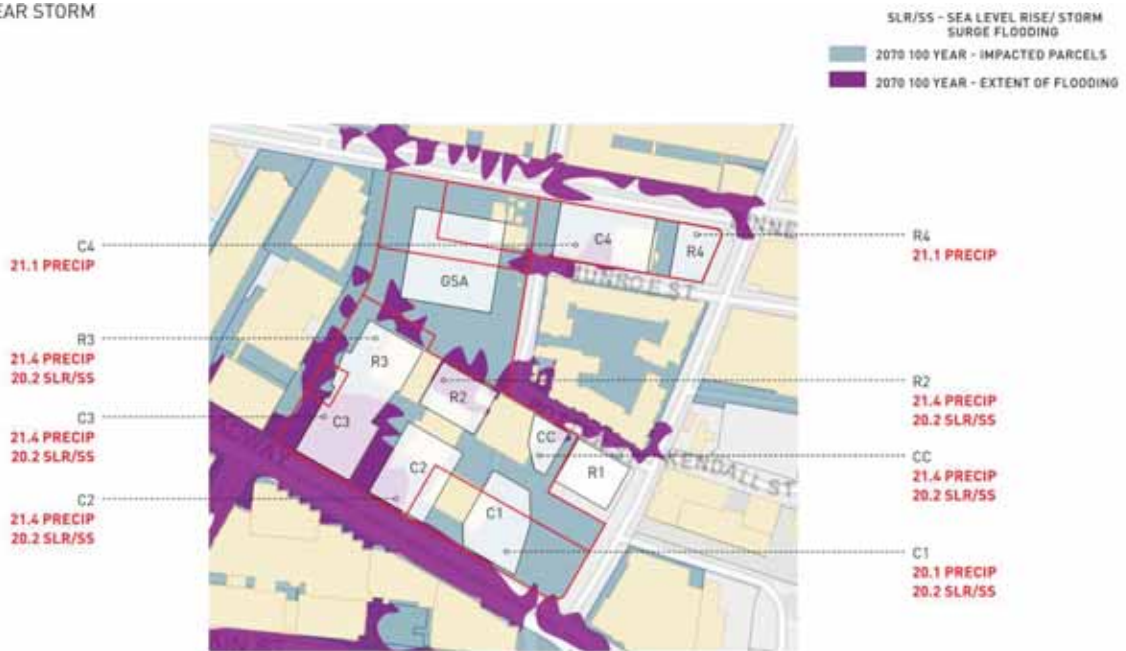 EAR STORM
SLR/SS - SEA LEVEL RISE/ STORM
SURGE FLOODING
2070 100 YEAR - IMPACTED PARCELS
2070 100 YEAR - EXTENT OF FLOODING
C4
21.1 PRECIP
R3
21.4 PRECIP
20.2 SLR/SS
C3
21.4 PRECIP
20.2 SLR/SS
C2
21.4 PRECIP
20.2 SLR/SS
C4
R4
GSA
MUNROE ST
R3
R2
C3
CC
C2
R1
C1
KENDALL ST
R4
21.1 PRECIP
R2
21.4 PRECIP
20.2 SLR/SS
CC
21.4 PRECIP
20.2 SLR/SS
C1
20.1 PRECIP
20.2 SLR/SS